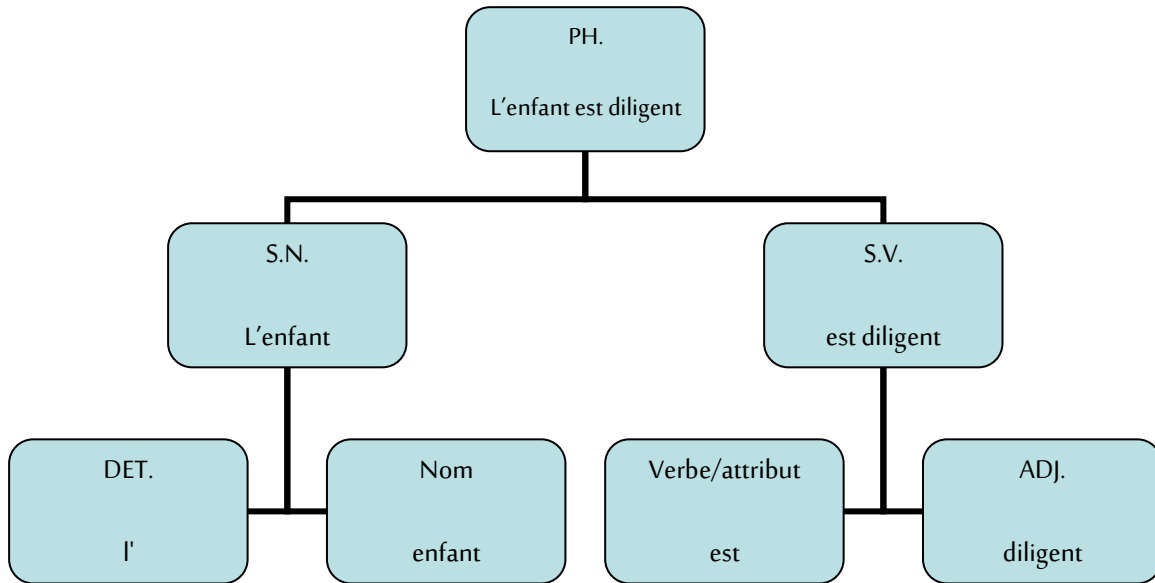 PH.
L'enfant est diligent
S.N.
L'enfant
S.V.
est diligent
DET.
l'
Nom
enfant
Verbe/attribut
est
ADJ.
diligent